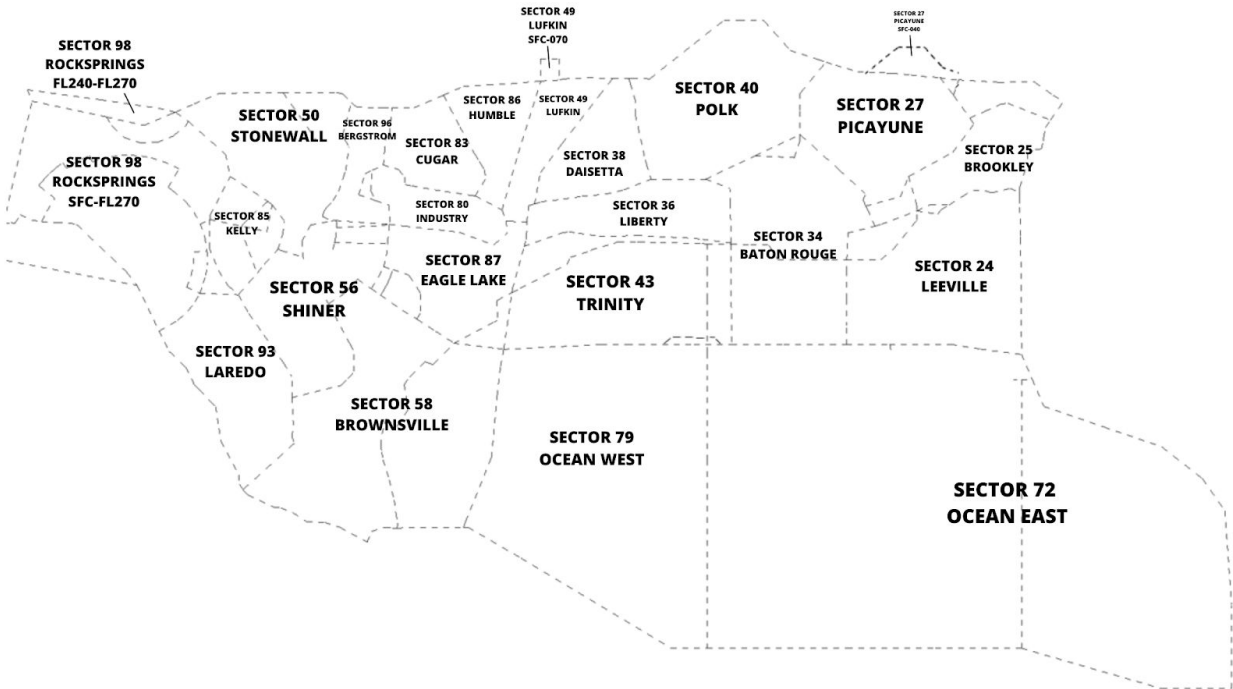 SECTOR 49
LUFKIN
SFC-070
SECTOR 27
PICAYUNE
SFC-040
SECTOR 98
ROCKSPRINGS
FL240-FL270
SECTOR 50
STONEWALL
SECTOR 96
BERGSTROM
SECTOR 86
HUMBLE
SECTOR 49
LUFKIN
SECTOR 40
POLK
SECTOR 27
PICAYUNE
SECTOR 83
CUGAR
SECTOR 38
DAISETTA
SECTOR 25
BROOKLEY
SECTOR 98
ROCKSPRINGS
SFC-FL270
SECTOR 85
KELLY
SECTOR 80
INDUSTRY
SECTOR 36
LIBERTY
SECTOR 34
BATON ROUGE
SECTOR 87
EAGLE LAKE
SECTOR 24
LEEVILLE
SECTOR 56
SHINER
SECTOR 43
TRINITY
SECTOR 93
LAREDO
SECTOR 58
BROWNSVILLE
SECTOR 79
OCEAN WEST
SECTOR 72
OCEAN EAST